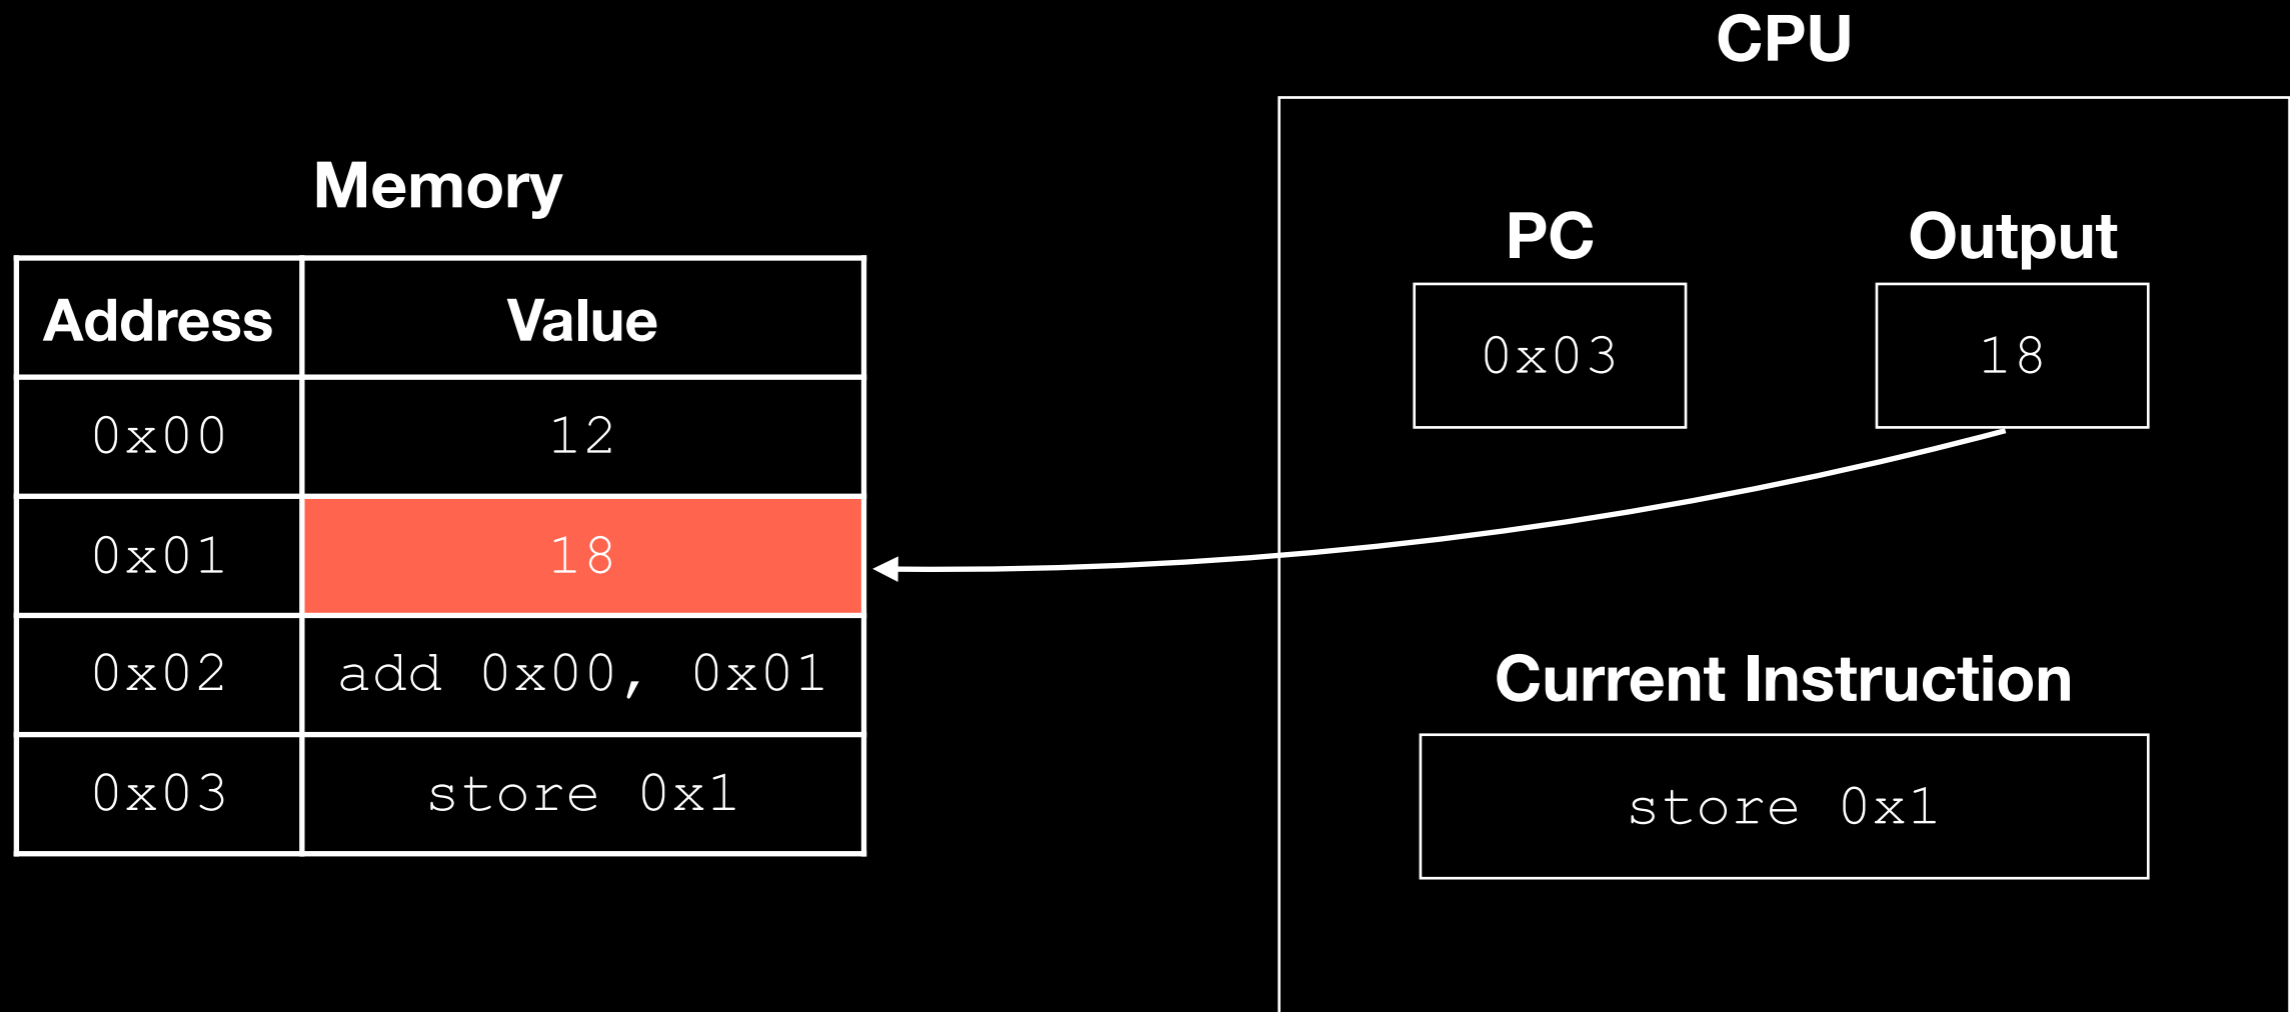 CPU
Memory
PC
Output
Address Value
0x03
18
0x00 12
0x01 18
0x02 add 0x00, 0x01
0x03 store 0x1
Current Instruction
store 0x1